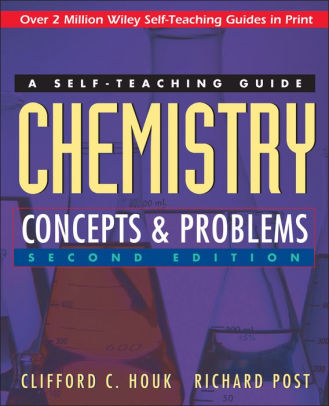 Over 2 Million Wiley Self-Teaching Guides in Print
A SELF-TEACHING GUIDE
CHEMISTRY
CONCEPTS & PROBLEMS
SECOND EDITION
CLIFFORD C. HOUK RICHARD POST